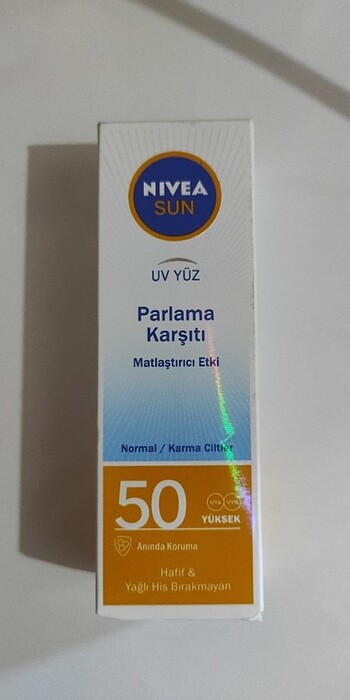 NIVEA
SUN
UV YÜZ
Parlama
Karşıtı
Matlaştırıcı Etki
Normal / Karma Ciltler
50
UVA UVB
YÜKSEK
Anında Koruma
Hafif &
Yağlı His Bırakmayan